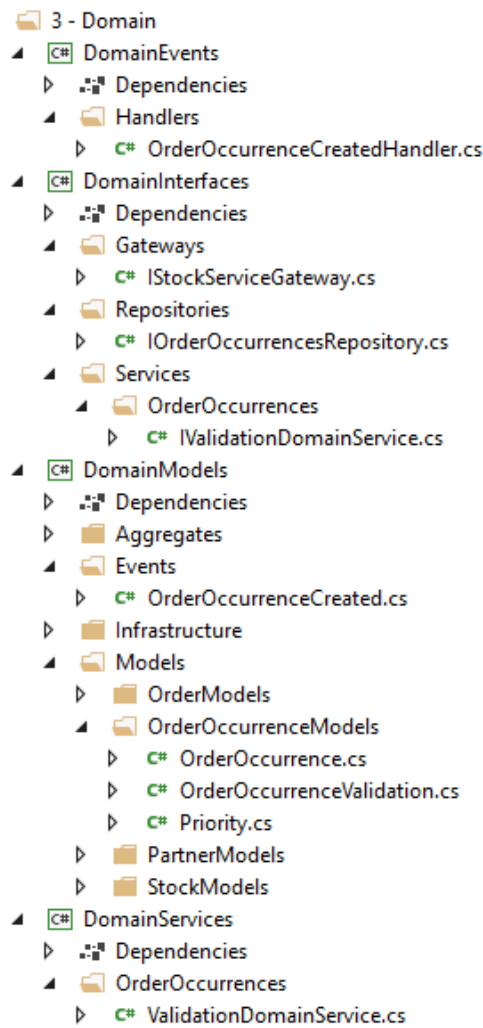 3 - Domain
C# DomainEvents
Dependencies
Handlers
C# OrderOccurrenceCreatedHandler.cs
C# DomainInterfaces
Dependencies
Gateways
C# IStockServiceGateway.cs
Repositories
C# IOrderOccurrencesRepository.cs
Services
OrderOccurrences
C# IValidationDomainService.cs
C# DomainModels
Dependencies
Aggregates
Events
C# OrderOccurrenceCreated.cs
Infrastructure
Models
OrderModels
OrderOccurrenceModels
C# OrderOccurrence.cs
C# OrderOccurrenceValidation.cs
C# Priority.cs
PartnerModels
StockModels
C# DomainServices
Dependencies
OrderOccurrences
C# ValidationDomainService.cs